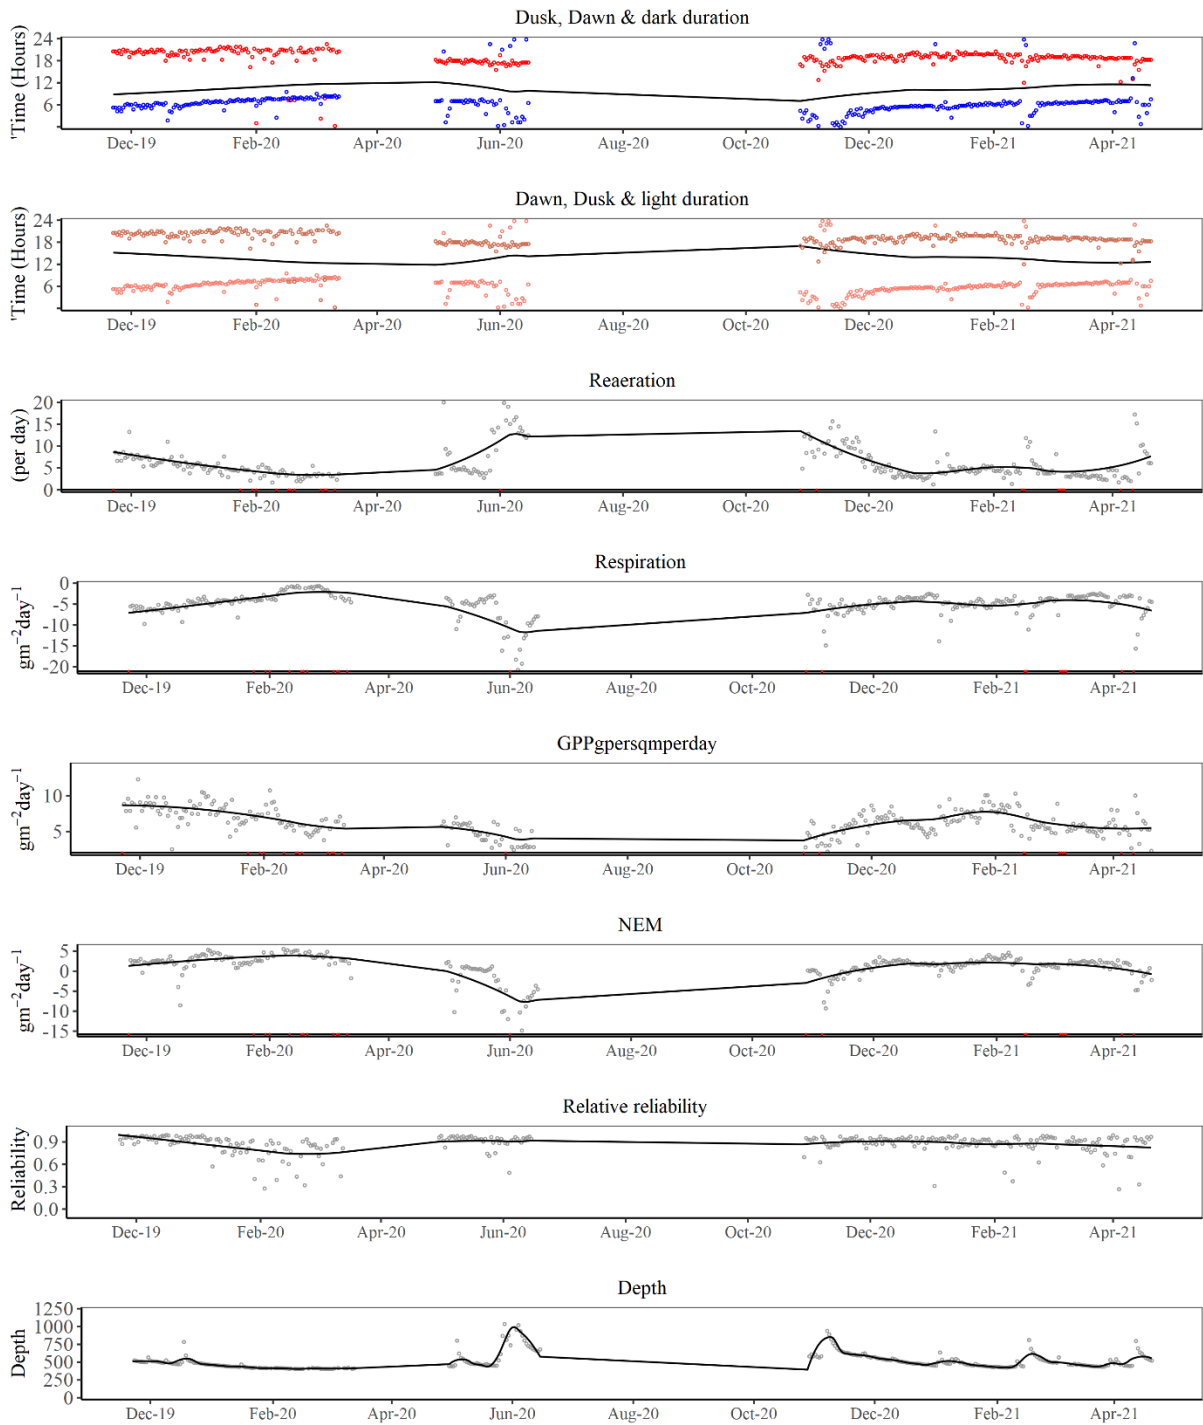 Dusk, Dawn & dark duration
'Time (Hours)
24
18
12
6
Dec-19 Feb-20 Apr-20 Jun-20 Aug-20 Oct-20 Dec-20 Feb-21 Apr-21
Dawn, Dusk & light duration
'Time (Hours)
24
18
12
6
Dec-19 Feb-20 Apr-20 Jun-20 Aug-20 Oct-20 Dec-20 Feb-21 Apr-21
Reaeration
(per day)
20
15
10
5
0
Dec-19 Feb-20 Apr-20 Jun-20 Aug-20 Oct-20 Dec-20 Feb-21 Apr-21
Respiration
gm⁻²day⁻¹
0
-5
-10
-15
-20
Dec-19 Feb-20 Apr-20 Jun-20 Aug-20 Oct-20 Dec-20 Feb-21 Apr-21
GPPgpersqmperday
gm⁻²day⁻¹
10
5
Dec-19 Feb-20 Apr-20 Jun-20 Aug-20 Oct-20 Dec-20 Feb-21 Apr-21
NEM
gm⁻²day⁻¹
5
0
-5
-10
-15
Dec-19 Feb-20 Apr-20 Jun-20 Aug-20 Oct-20 Dec-20 Feb-21 Apr-21
Relative reliability
Reliability
0.9
0.6
0.3
0.0
Dec-19 Feb-20 Apr-20 Jun-20 Aug-20 Oct-20 Dec-20 Feb-21 Apr-21
Depth
Depth
1250
1000
750
500
250
0
Dec-19 Feb-20 Apr-20 Jun-20 Aug-20 Oct-20 Dec-20 Feb-21 Apr-21